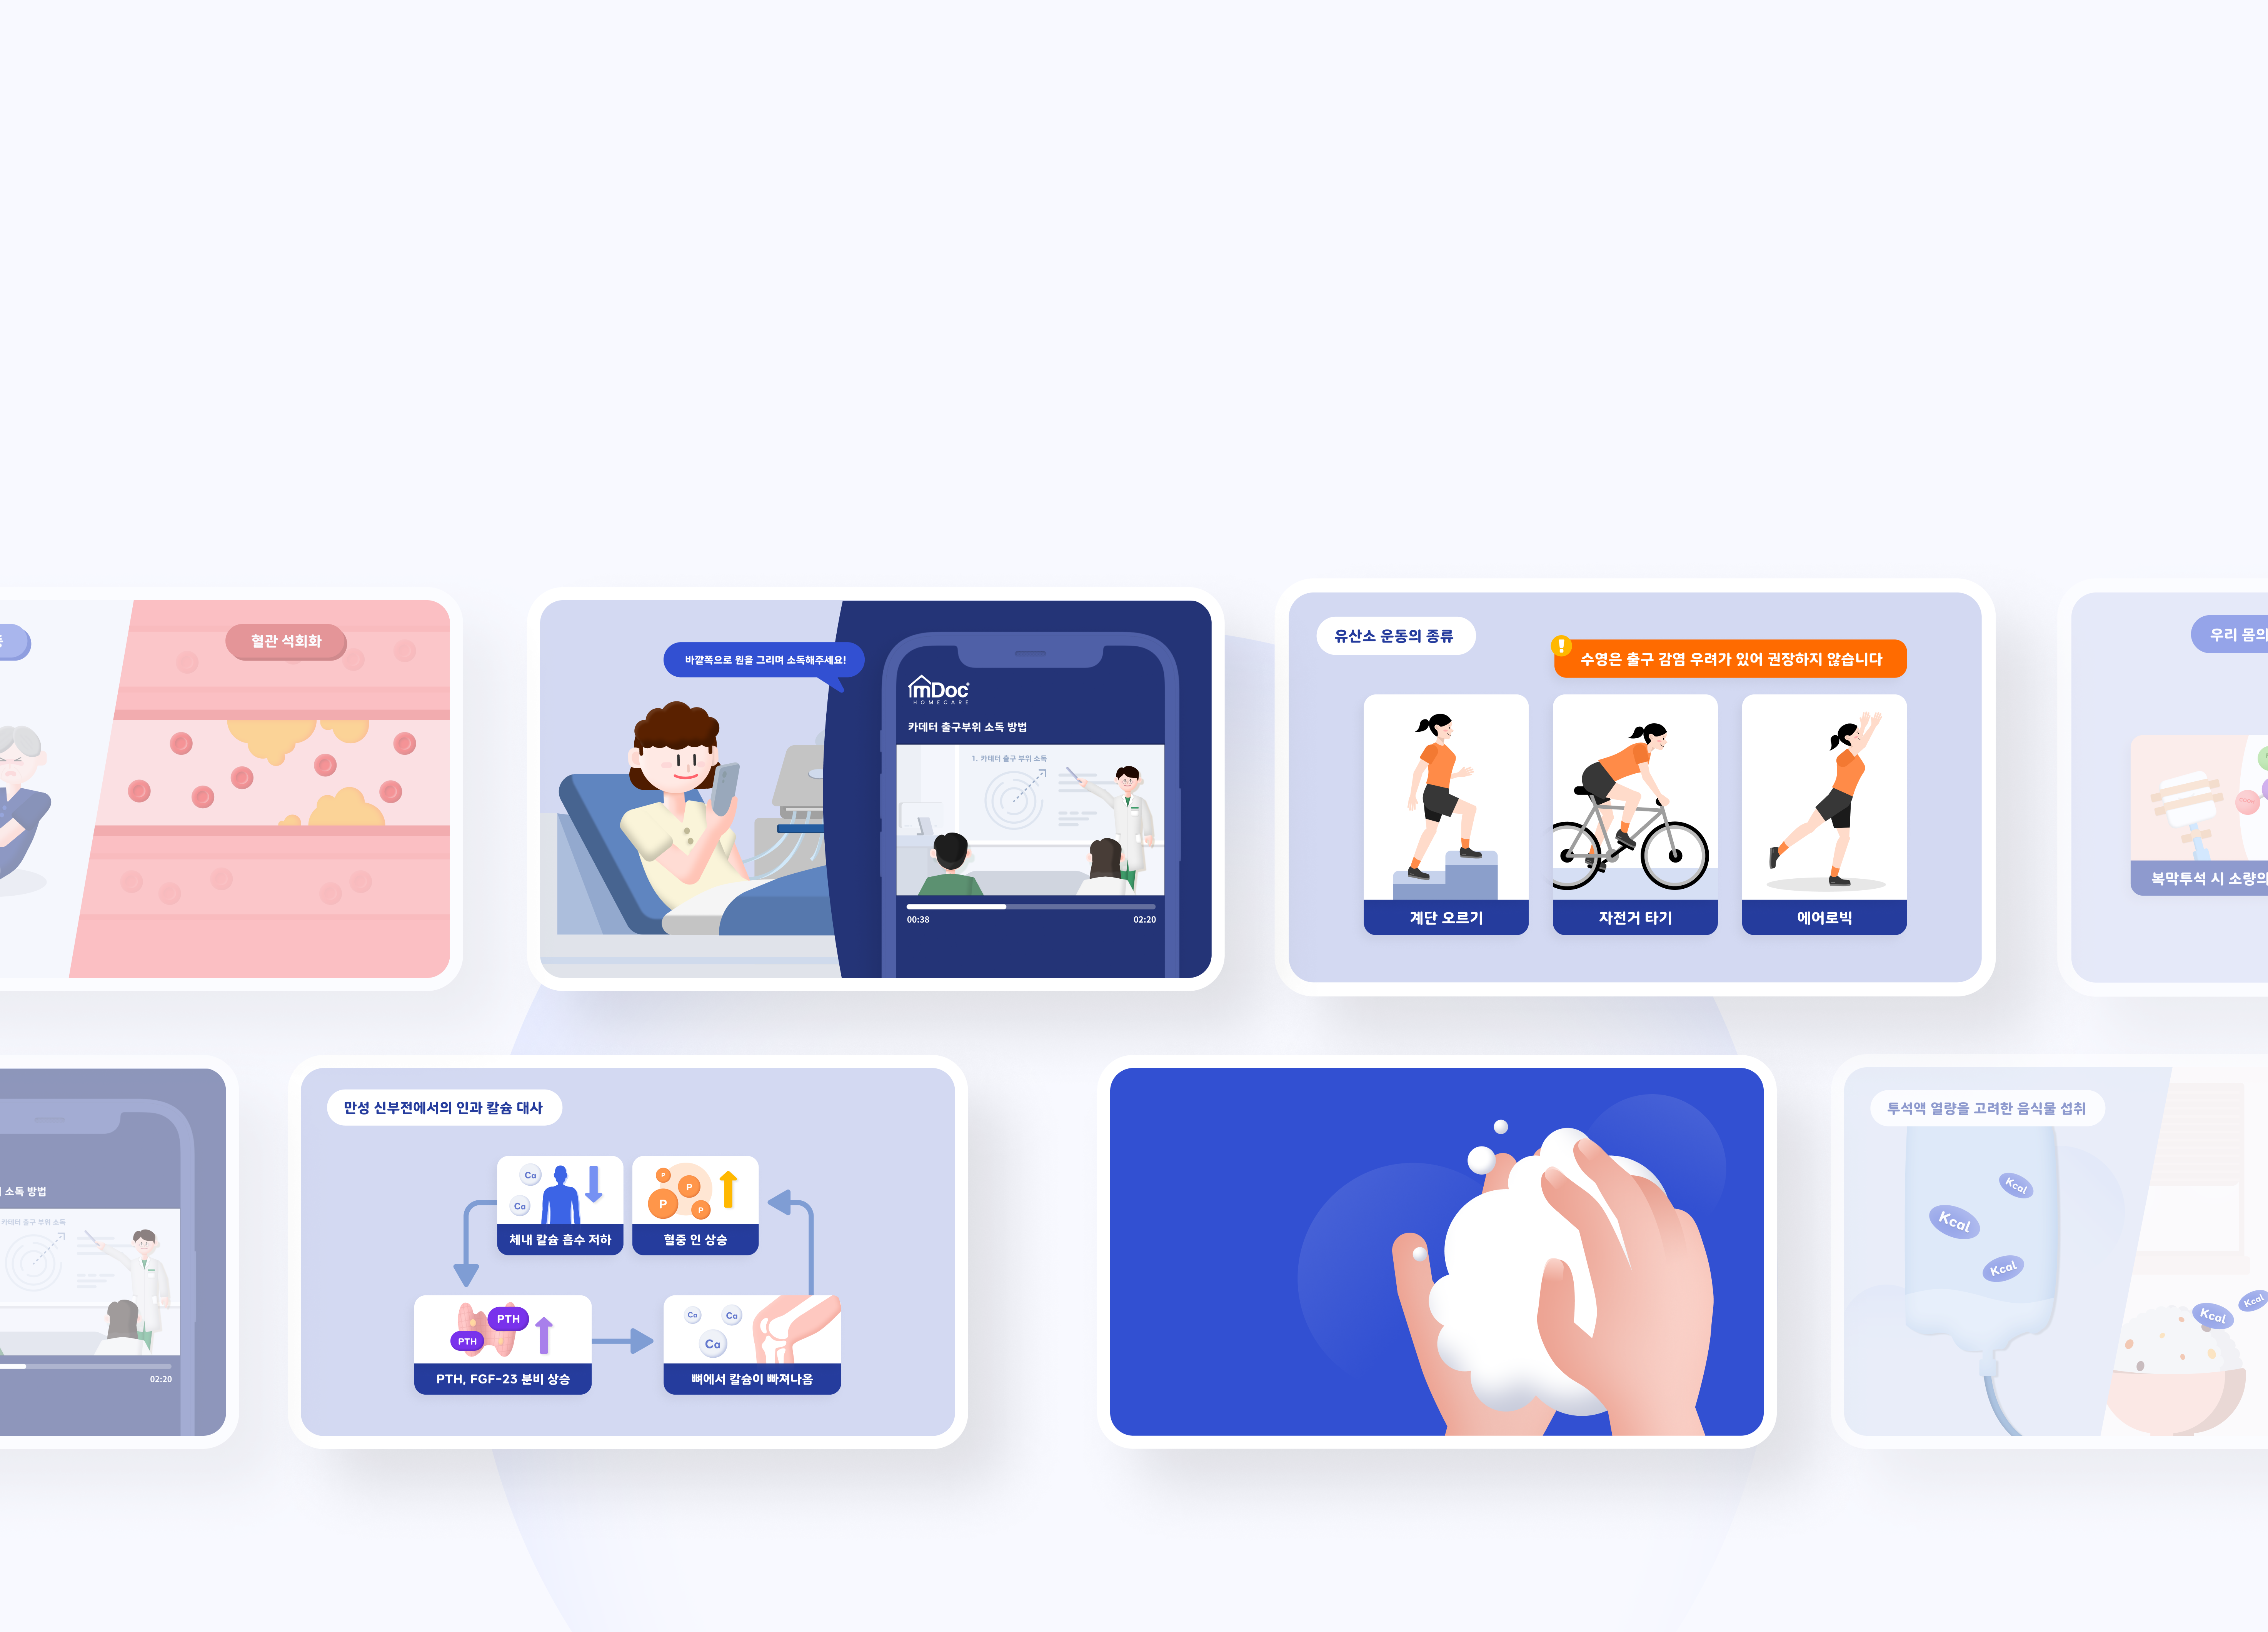 혈관 석회화
바깥쪽으로 원을 그리며 소독해주세요!
imDoc
HOMECARE
카데터 출구부위 소독 방법
1. 카테터 출구 부위 소독
00:38
02:20
유산소 운동의 종류
!
수영은 출구 감염 우려가 있어 권장하지 않습니다
계단 오르기
자전거 타기
에어로빅
우리 몸의
복막투석 시 소량의
소독 방법
카테터 출구 부위 소독
02:20
만성 신부전에서의 인과 칼슘 대사
Ca
Ca
체내 칼슘 흡수 저하
P
P
P
P
혈중 인 상승
PTH
PTH
PTH, FGF-23 분비 상승
Ca
Ca
Ca
뼈에서 칼슘이 빠져나옴
투석액 열량을 고려한 음식물 섭취
Kcal
Kcal
Kcal
Kcal
Kcal